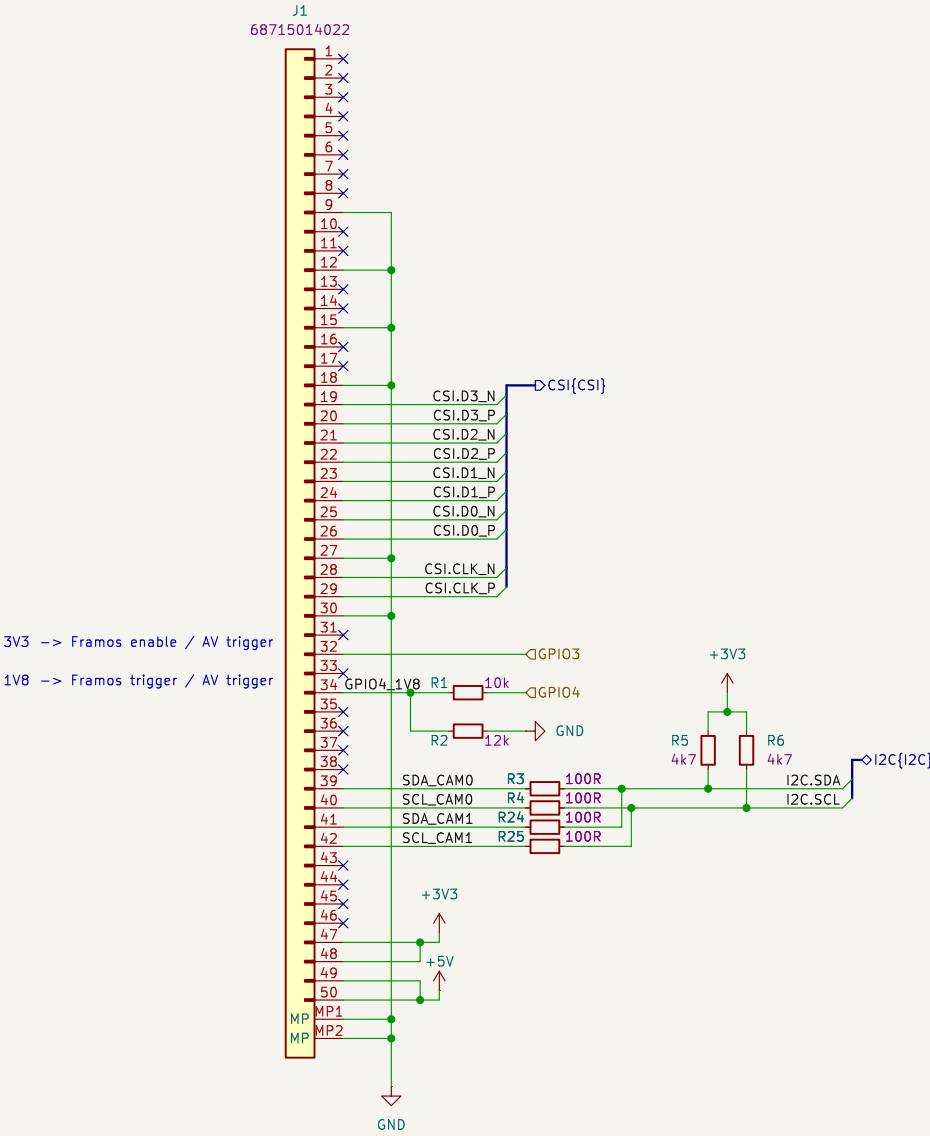 J1
68715014022
1
2
3
4
5
6
7
8
9
10
11
12
13
14
15
16
17
18
CSI{CSI}
19 CSI.D3_N
20 CSI.D3_P
21 CSI.D2_N
22 CSI.D2_P
23 CSI.D1_N
24 CSI.D1_P
25 CSI.D0_N
26 CSI.D0_P
27
28 CSI.CLK_N
29 CSI.CLK_P
30
31
3V3 -> Framos enable / AV trigger
32 GPIO3
+3V3
33
1V8 -> Framos trigger / AV trigger
34 GPIO4_1V8 R1 10k GPIO4
35
36 GND
37 R2 12k
R5 R6
4k7 4k7
I2C{I2C}
38
39 SDA_CAM0 R3 100R I2C.SDA
40 SCL_CAM0 R4 100R I2C.SCL
41 SDA_CAM1 R24 100R
42 SCL_CAM1 R25 100R
43
44
45
+3V3
46
47
48
+5V
49
50
MP MP1
MP MP2
GND